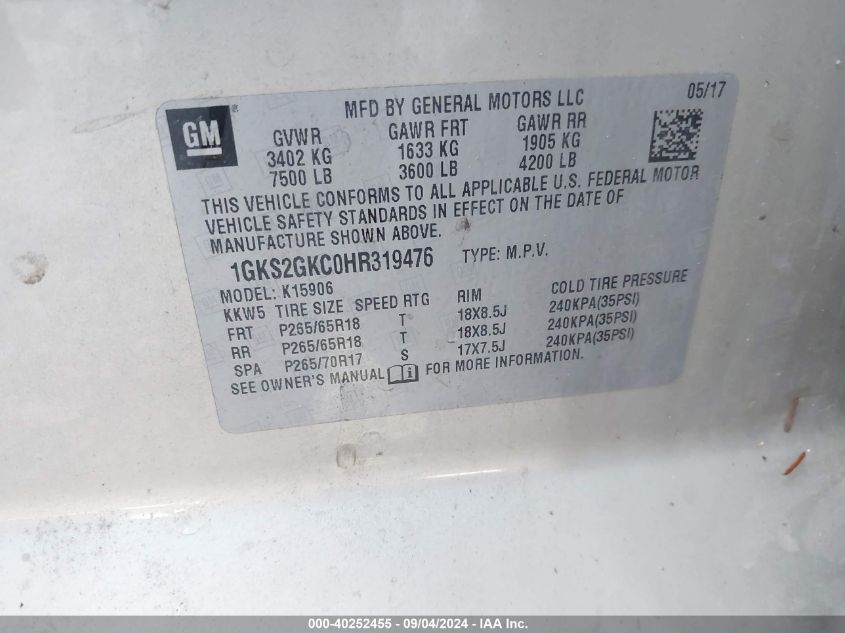 MFD BY GENERAL MOTORS LLC 05/17
GM
GVWR GAWR FRT GAWR RR
3402 KG 1633 KG 1905 KG
7500 LB 3600 LB 4200 LB
THIS VEHICLE CONFORMS TO ALL APPLICABLE U.S. FEDERAL MOTOR
VEHICLE SAFETY STANDARDS IN EFFECT ON THE DATE OF
MANUFACTURE SHOWN ABOVE.
1GKS2GKC0HR319476 TYPE: M.P.V.
MODEL: K15906
KKW5 TIRE SIZE SPEED RTG RIM COLD TIRE PRESSURE
FRT P265/65R18 T 18X8.5J 240KPA(35PSI)
RR P265/65R18 T 18X8.5J 240KPA(35PSI)
SPA P265/70R17 S 17X7.5J 240KPA(35PSI)
SEE OWNER'S MANUAL FOR MORE INFORMATION.
000-40252455 - 09/04/2024 - IAA Inc.